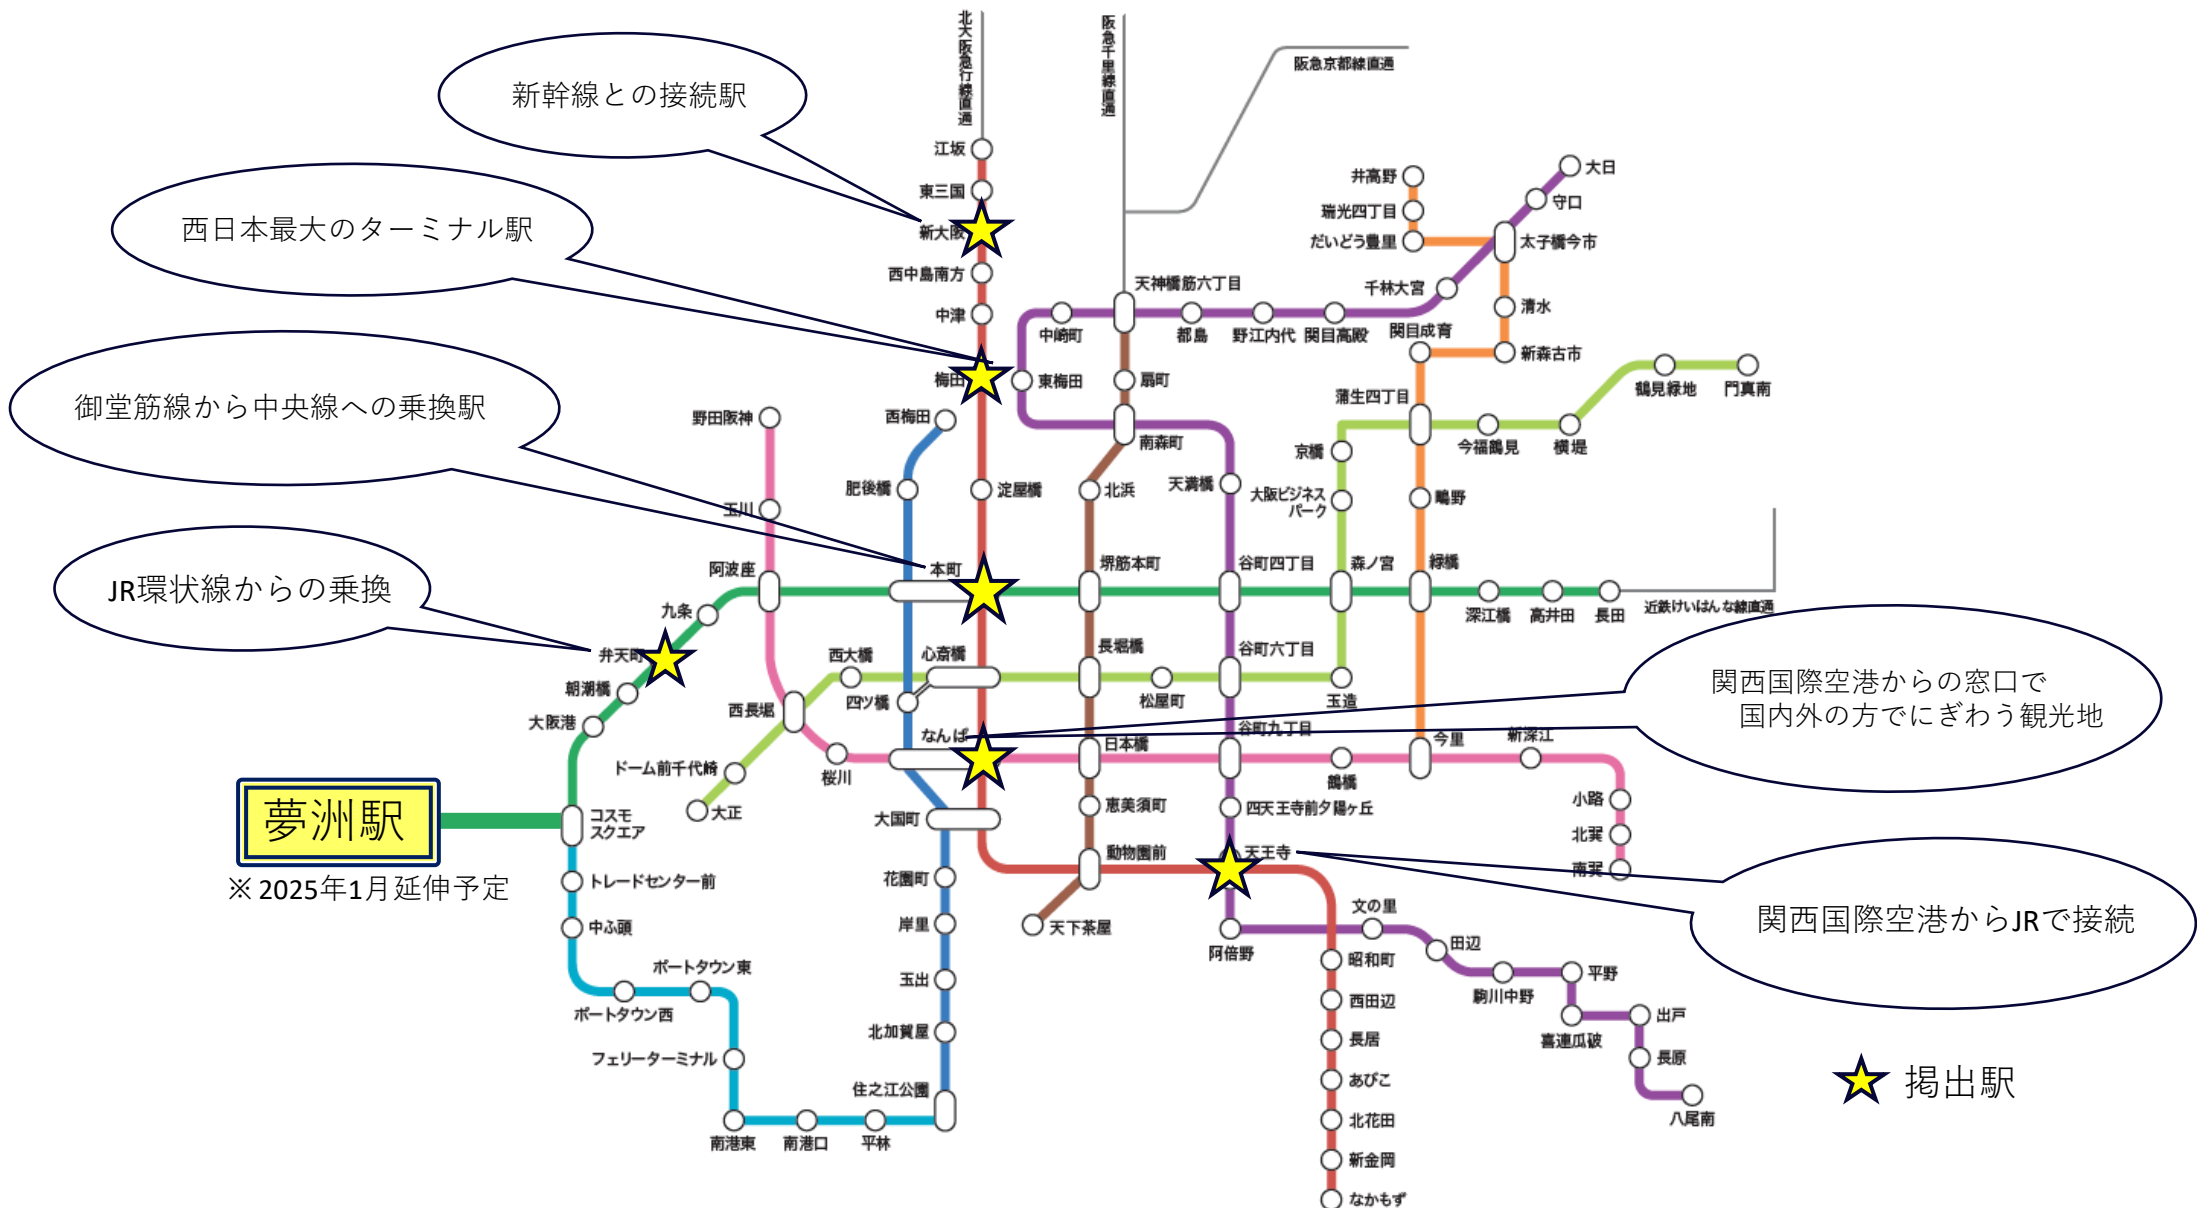 北大阪急行線直通
阪急千里線直通
阪急京都線直通
新幹線との接続駅
西日本最大のターミナル駅
御堂筋線から中央線への乗換駅
JR環状線からの乗換
関西国際空港からの窓口で
国内外の方でにぎわう観光地
関西国際空港からJRで接続
夢洲駅
※2025年1月延伸予定
掲出駅
江坂
東三国
新大阪
西中島南方
中津
梅田
淀屋橋
本町
心斎橋
なんば
大国町
動物園前
天王寺
昭和町
西田辺
長居
あびこ
北花田
新金岡
なかもず
大日
守口
太子橋今市
千林大宮
関目高殿
野江内代
都島
天神橋筋六丁目
中崎町
東梅田
南森町
天満橋
谷町四丁目
谷町六丁目
谷町九丁目
四天王寺前夕陽ヶ丘
阿倍野
文の里
田辺
駒川中野
平野
喜連瓜破
出戸
長原
八尾南
井高野
瑞光四丁目
だいどう豊里
清水
新森古市
関目成育
蒲生四丁目
鴫野
緑橋
今里
門真南
鶴見緑地
横堤
今福鶴見
京橋
大阪ビジネス
パーク
森ノ宮
玉造
松屋町
長堀橋
西大橋
西長堀
ドーム前千代崎
大正
扇町
北浜
堺筋本町
日本橋
恵美須町
天下茶屋
西梅田
肥後橋
四ツ橋
花園町
岸里
玉出
北加賀屋
住之江公園
野田阪神
玉川
阿波座
桜川
鶴橋
新深江
小路
北巽
南巽
九条
弁天町
朝潮橋
大阪港
コスモ
スクエア
深江橋
高井田
長田
近鉄けいはんな線直通
トレードセンター前
中ふ頭
ポートタウン西
ポートタウン東
フェリーターミナル
南港東
南港口
平林